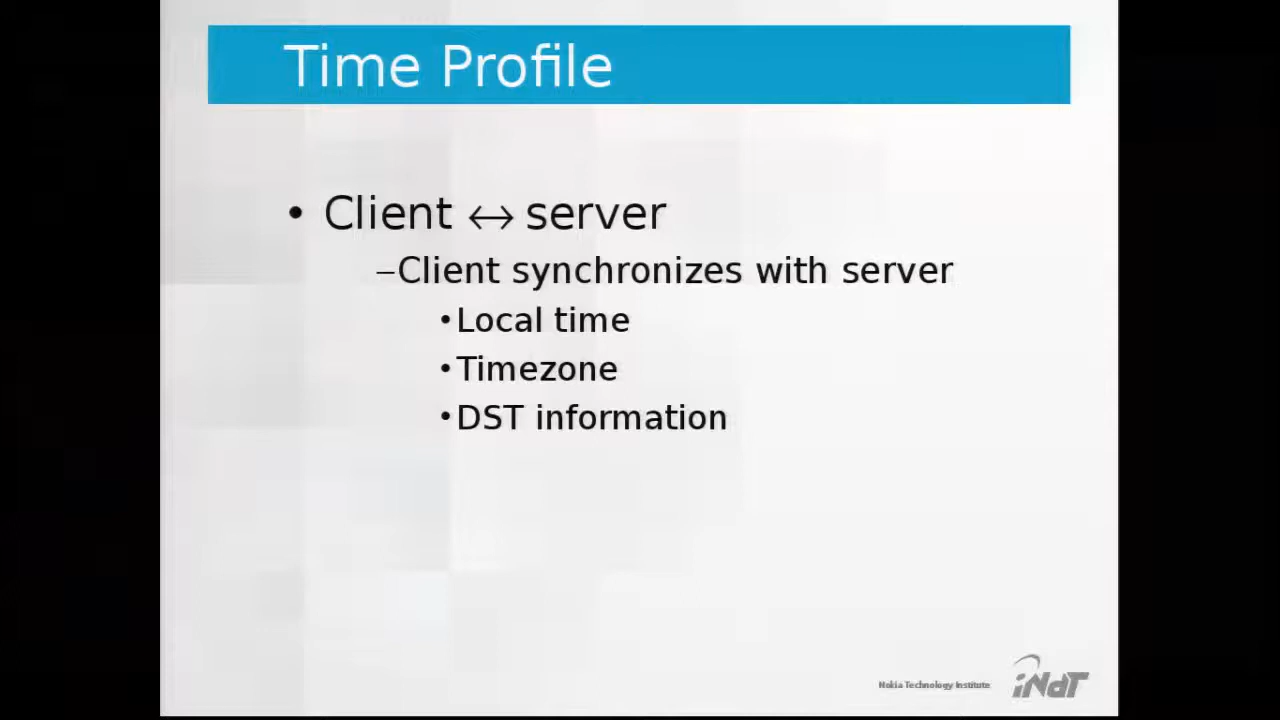 Time Profile
• Client ↔ server
–Client synchronizes with server
•Local time
•Timezone
•DST information
Nokia Technology Institute
iNdT